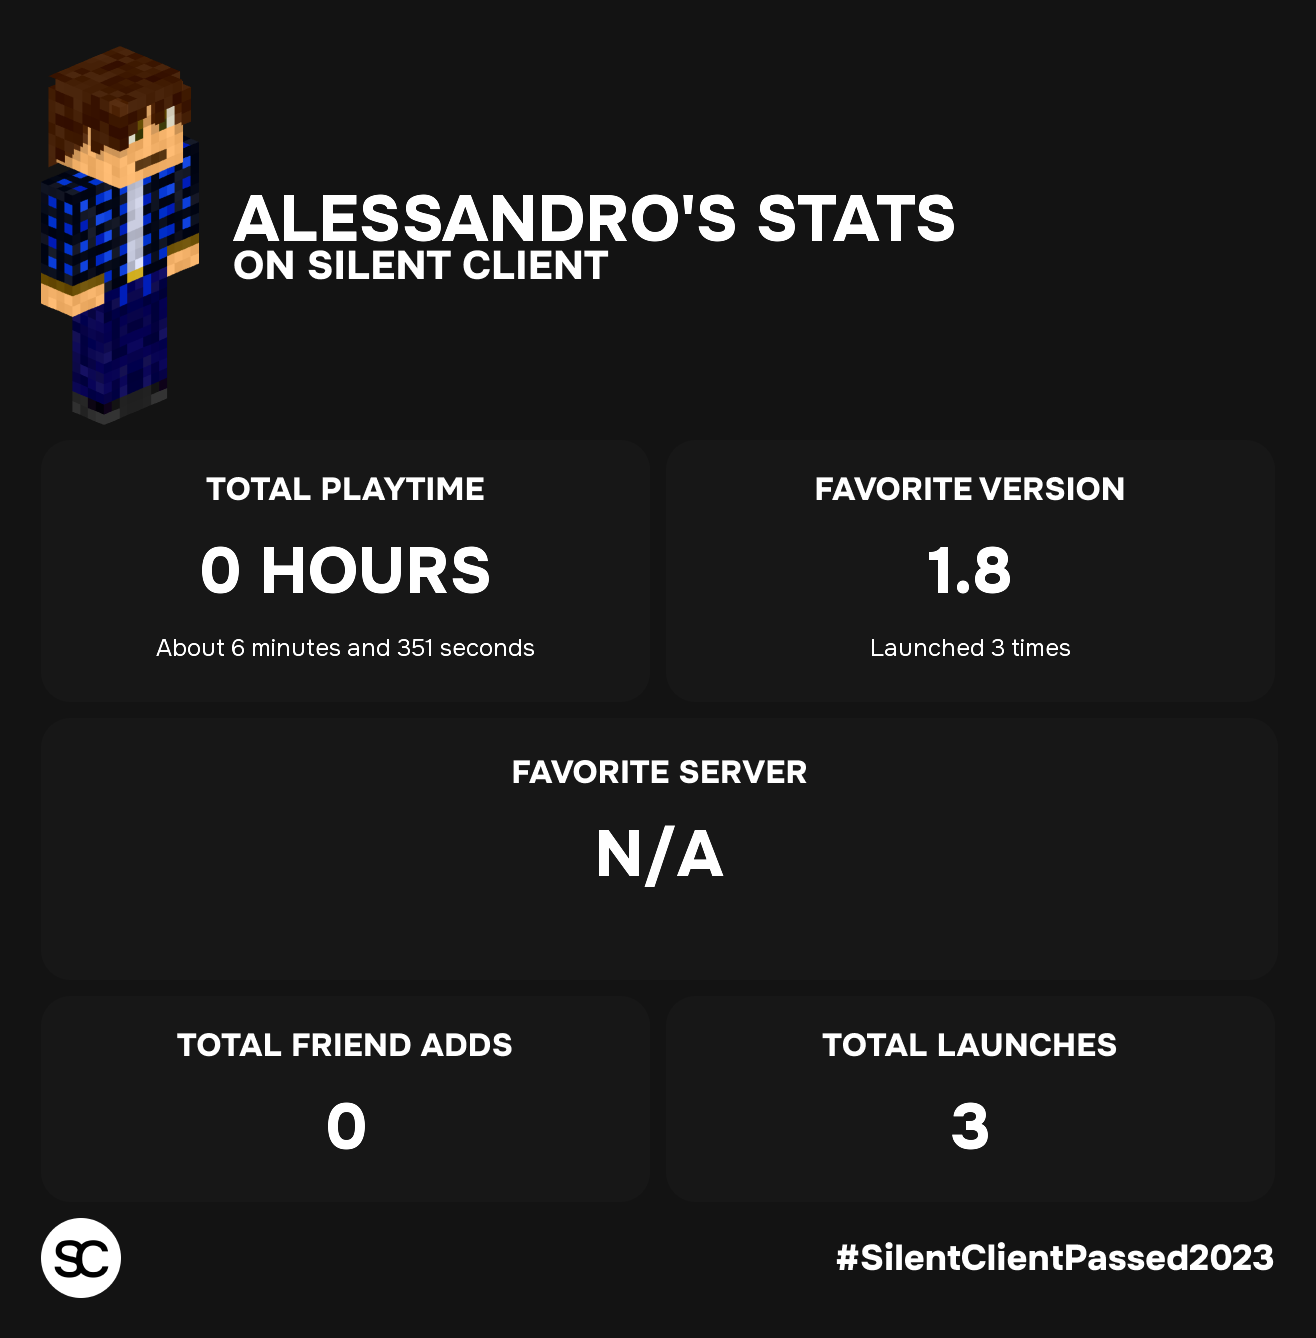 ALESSANDRO'S STATS
ON SILENT CLIENT
TOTAL PLAYTIME
0 HOURS
About 6 minutes and 351 seconds
FAVORITE VERSION
1.8
Launched 3 times
FAVORITE SERVER
N/A
TOTAL FRIEND ADDS
0
TOTAL LAUNCHES
3
SC
#SilentClientPassed2023